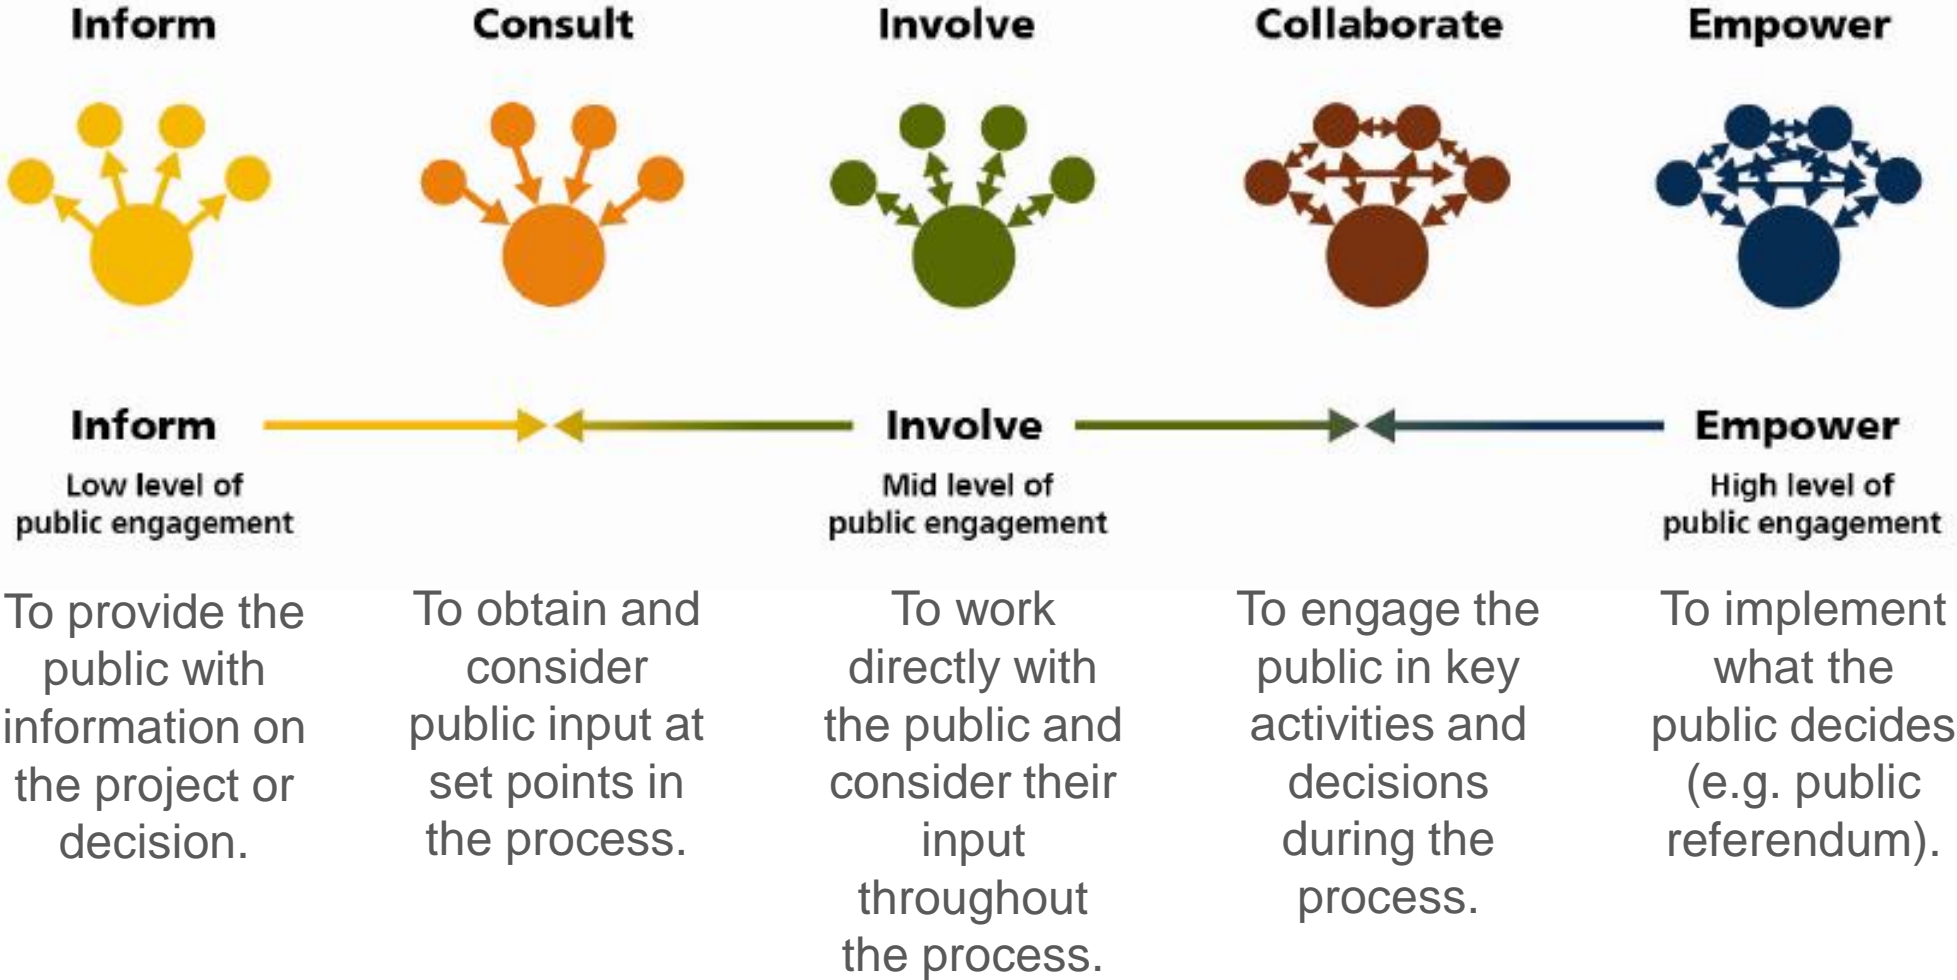 Inform
Consult
Involve
Collaborate
Empower
Inform
Involve
Empower
Low level of
public engagement
Mid level of
public engagement
High level of
public engagement
To provide the
public with
information on
the project or
decision.
To obtain and
consider
public input at
set points in
the process.
To work
directly with
the public and
consider their
input
throughout
the process.
To engage the
public in key
activities and
decisions
during the
process.
To implement
what the
public decides
(e.g. public
referendum).